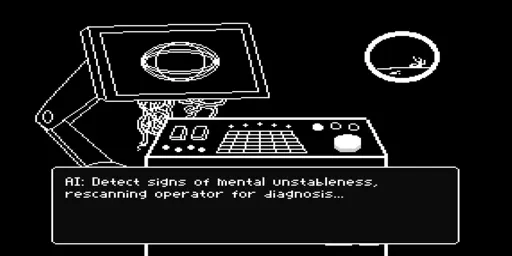 AI: Detect signs of mental unstableness,
rescanning operator for diagnosis...